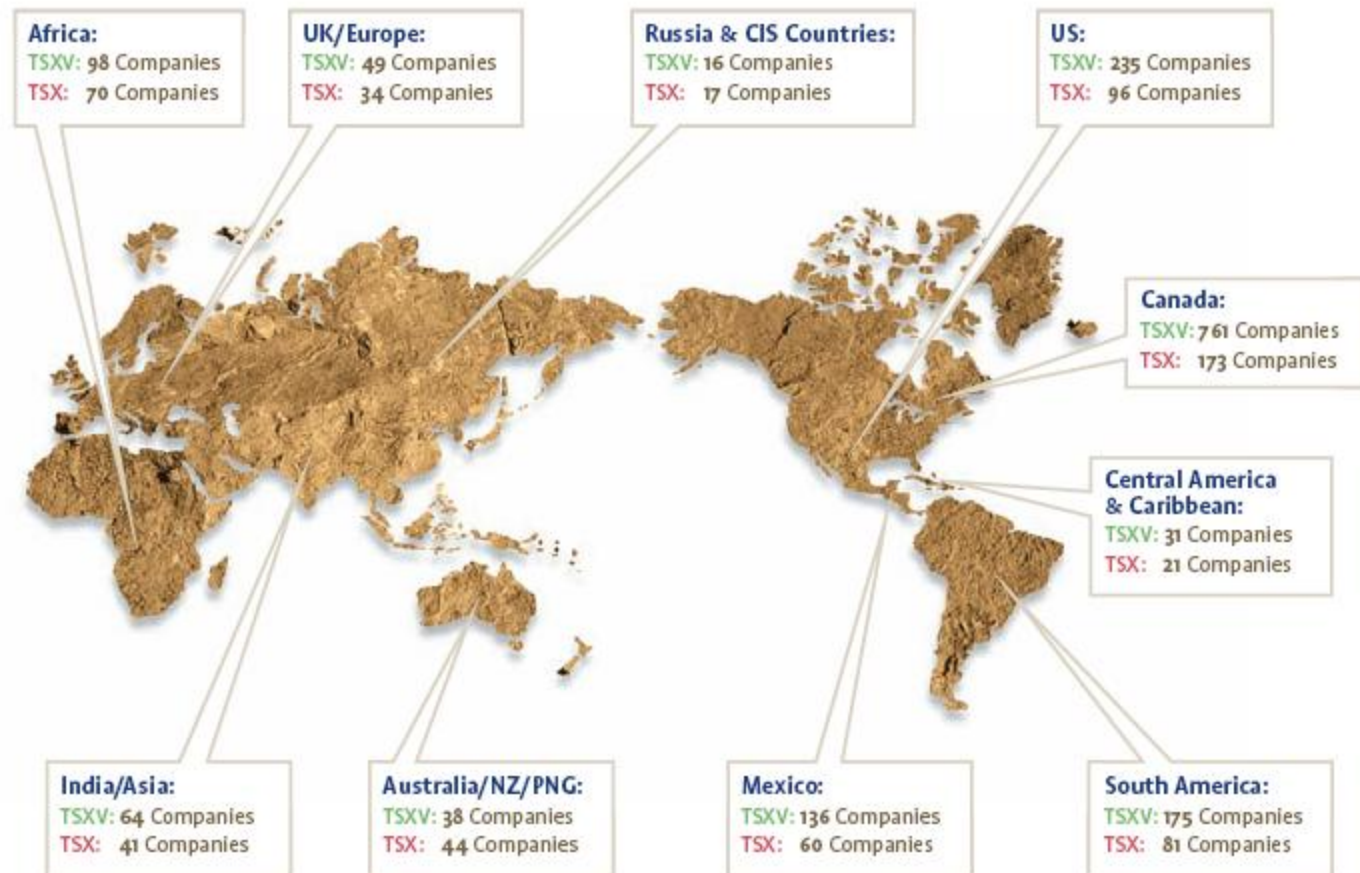 Africa:
TSXV: 98 Companies
TSX: 70 Companies
UK/Europe:
TSXV: 49 Companies
TSX: 34 Companies
Russia & CIS Countries:
TSXV: 16 Companies
TSX: 17 Companies
US:
TSXV: 235 Companies
TSX: 96 Companies
Canada:
TSXV: 761 Companies
TSX: 173 Companies
Central America
& Caribbean:
TSXV: 31 Companies
TSX: 21 Companies
India/Asia:
TSXV: 64 Companies
TSX: 41 Companies
Australia/NZ/PNG:
TSXV: 38 Companies
TSX: 44 Companies
Mexico:
TSXV: 136 Companies
TSX: 60 Companies
South America:
TSXV: 175 Companies
TSX: 81 Companies